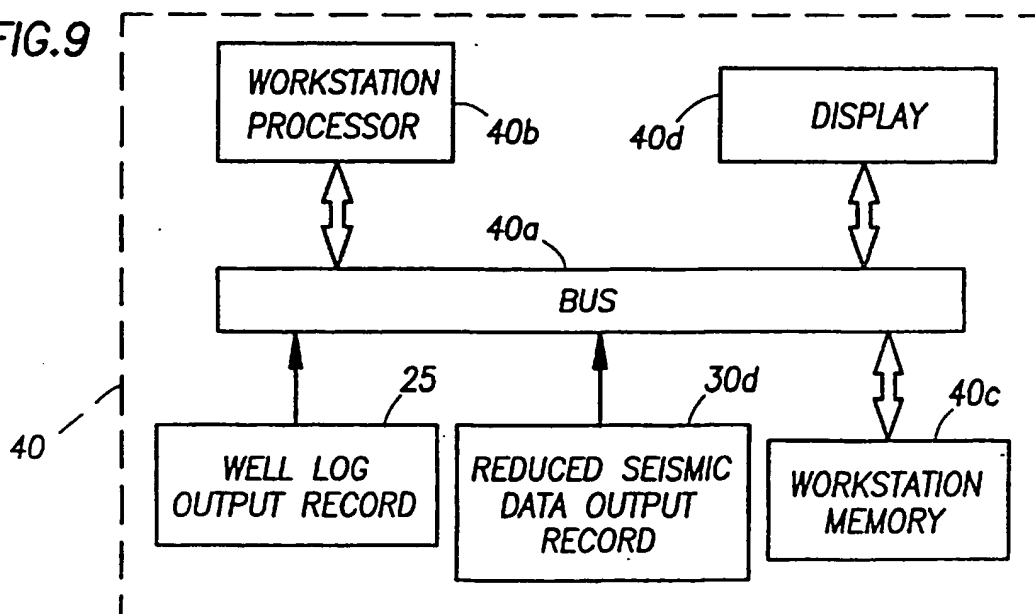 FIG.9
WORKSTATION
PROCESSOR
40b
40d
DISPLAY
40a
BUS
25
30d
40c
40
WELL LOG
OUTPUT RECORD
REDUCED SEISMIC
DATA OUTPUT
RECORD
WORKSTATION
MEMORY